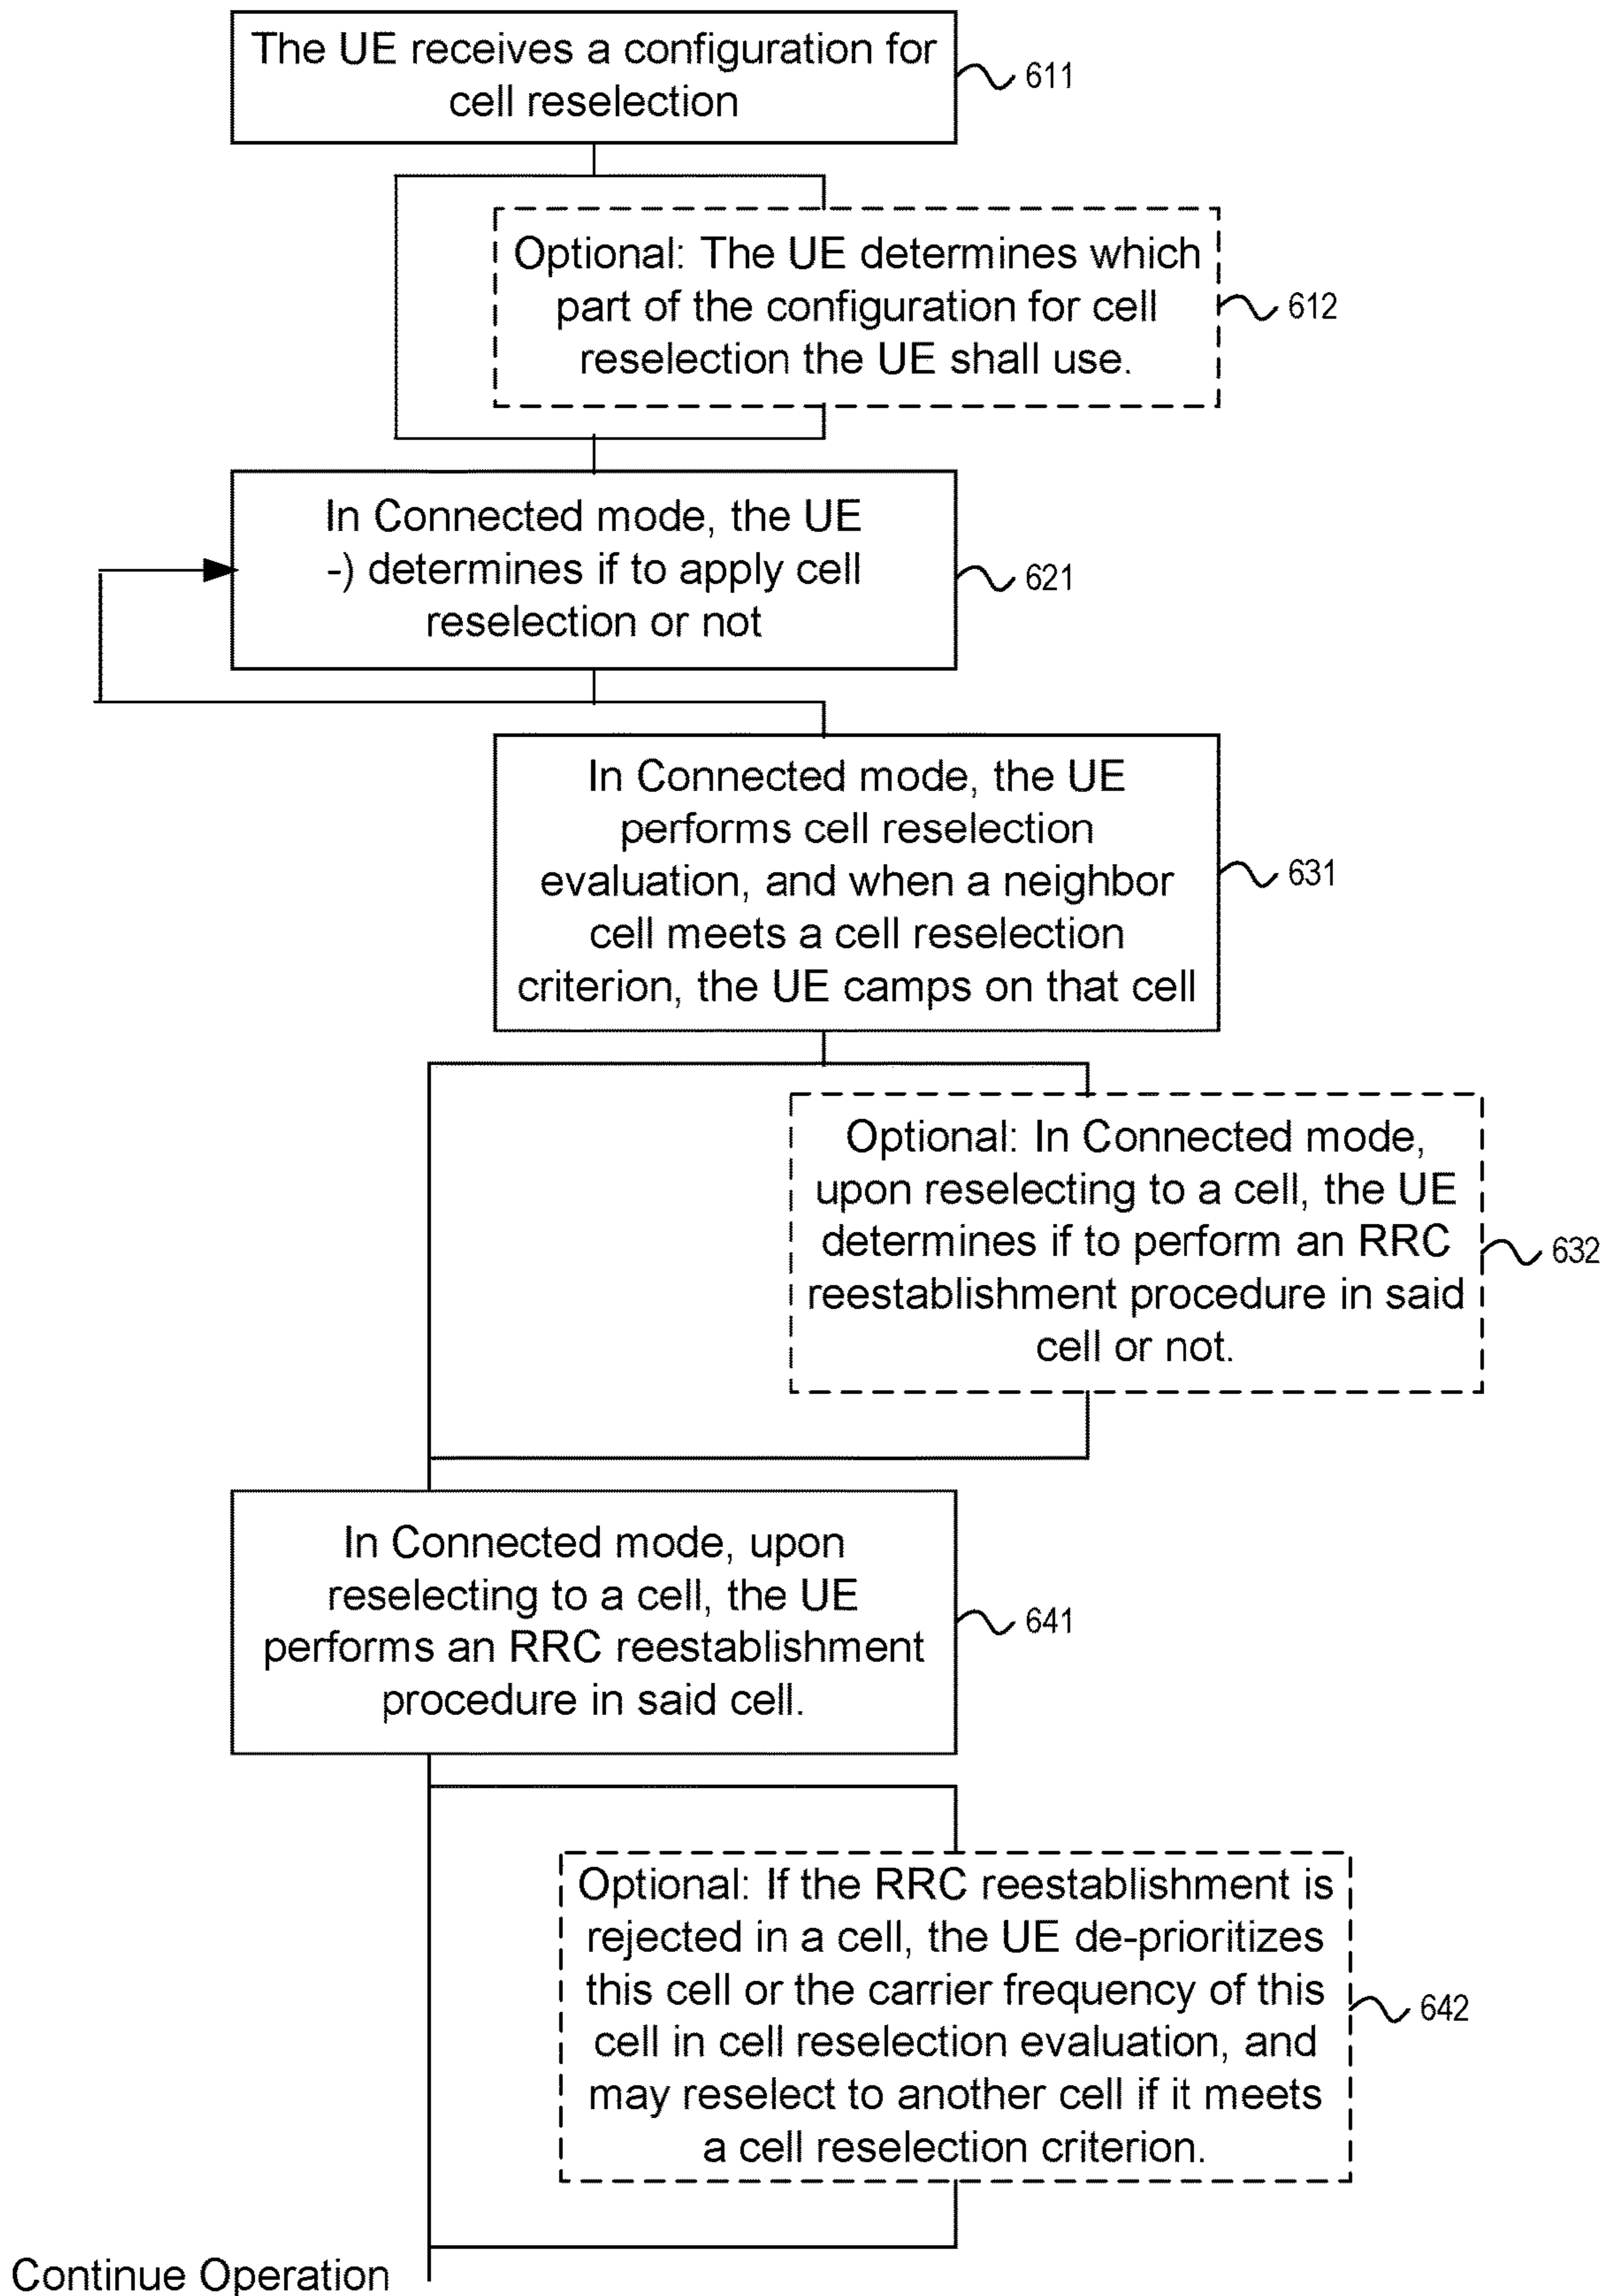 The UE receives a configuration for
cell reselection
611
Optional: The UE determines which
part of the configuration for cell
reselection the UE shall use.
612
In Connected mode, the UE
-) determines if to apply cell
reselection or not
621
In Connected mode, the UE
performs cell reselection
evaluation, and when a neighbor
cell meets a cell reselection
criterion, the UE camps on that cell
631
Optional: In Connected mode,
upon reselecting to a cell, the UE
determines if to perform an RRC
reestablishment procedure in said
cell or not.
632
In Connected mode, upon
reselecting to a cell, the UE
performs an RRC reestablishment
procedure in said cell.
641
Optional: If the RRC reestablishment is
rejected in a cell, the UE de-prioritizes
this cell or the carrier frequency of this
cell in cell reselection evaluation, and
may reselect to another cell if it meets
a cell reselection criterion.
642
Continue Operation